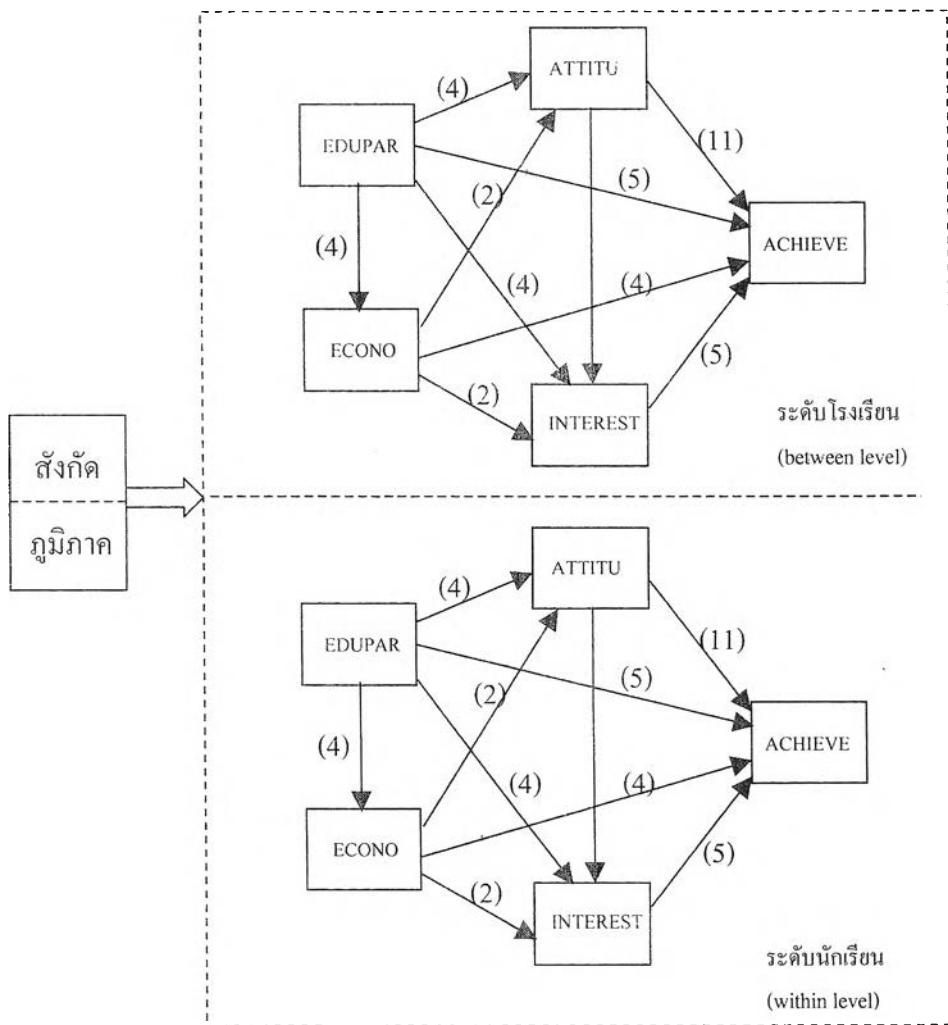 ATTITU
(4)
EDUPAR
(11)
(2)
(5)
(4)
ACHIEVE
(4)
(4)
ECONO
(5)
(2)
INTEREST
ระดับโรงเรียน
(between level)
สังกัด
ภูมิภาค
ATTITU
(4)
EDUPAR
(11)
(2)
(5)
(4)
ACHIEVE
(4)
(4)
ECONO
(5)
(2)
INTEREST
ระดับนักเรียน
(within level)